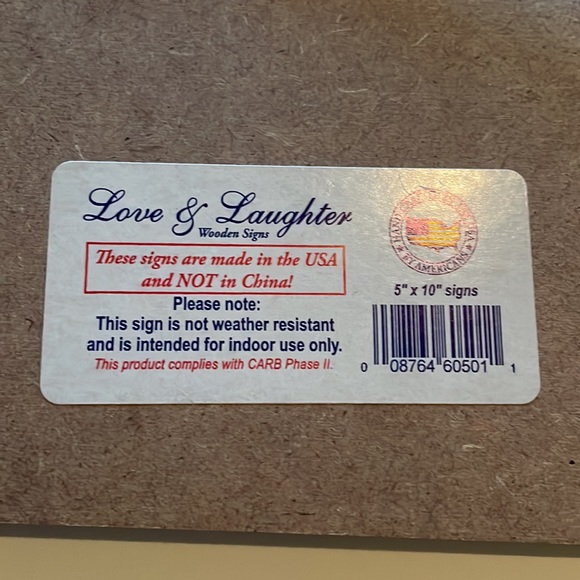 Love & Laughter
Wooden Signs
These signs are made in the USA
and NOT in China!
Please note:
This sign is not weather resistant
and is intended for indoor use only.
This product complies with CARB Phase II.
BY AMERICANS
5" x 10" signs
0 08764 60501 1